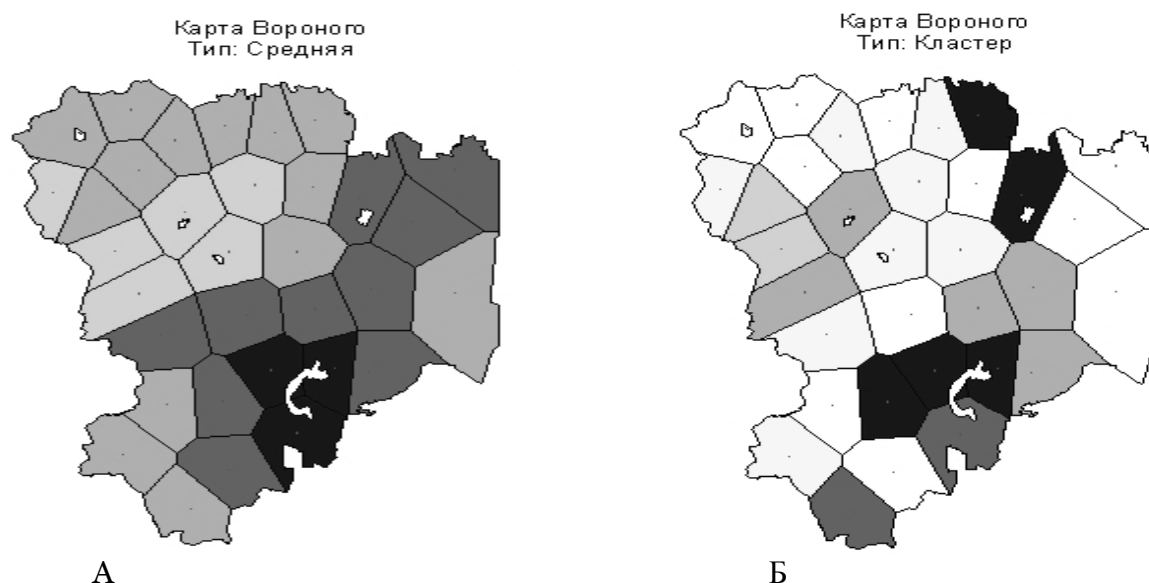 Карта Вороного
Тип: Средняя
Карта Вороного
Тип: Кластер
А
Б